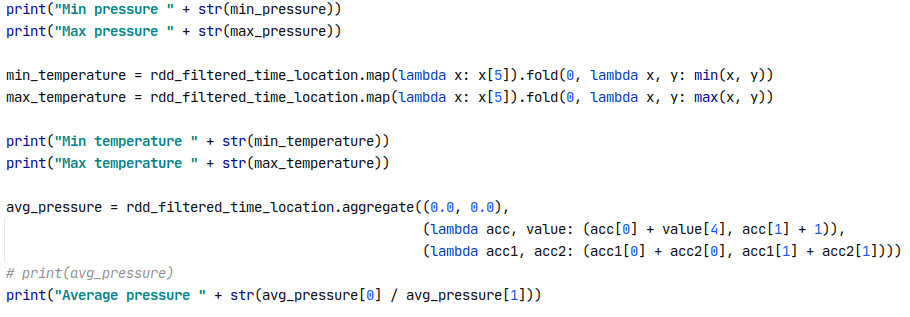 print("Min pressure " + str(min_pressure))
print("Max pressure " + str(max_pressure))
min_temperature = rdd_filtered_time_location.map(lambda x: x[5]).fold(0, lambda x, y: min(x, y))
max_temperature = rdd_filtered_time_location.map(lambda x: x[5]).fold(0, lambda x, y: max(x, y))
print("Min temperature " + str(min_temperature))
print("Max temperature " + str(max_temperature))
avg_pressure = rdd_filtered_time_location.aggregate((0.0, 0.0),
(lambda acc, value: (acc[0] + value[4], acc[1] + 1)),
(lambda acc1, acc2: (acc1[0] + acc2[0], acc1[1] + acc2[1])))
# print(avg_pressure)
print("Average pressure " + str(avg_pressure[0] / avg_pressure[1]))